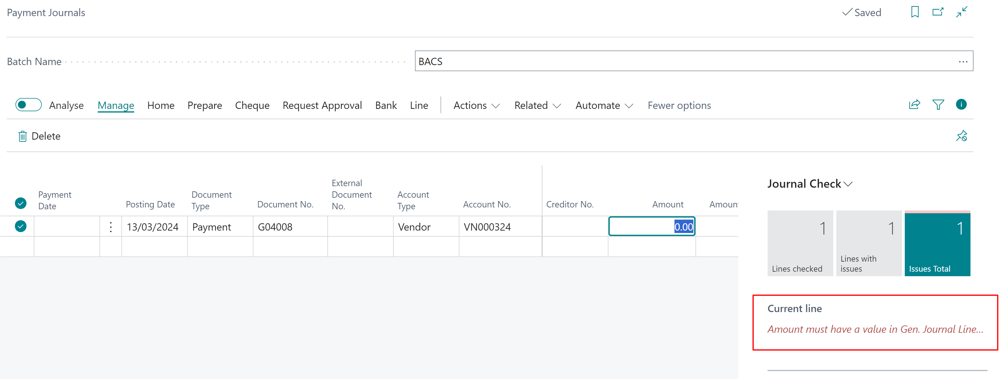 Payment Journals
Saved
Batch Name
BACS
Analyse Manage Home Prepare Cheque Request Approval Bank Line Actions Related Automate Fewer options
Delete
Payment
Date
Posting Date
Document
Type
Document No.
External
Document
No.
Account
Type
Account No.
Creditor No.
Amount
Amoun
13/03/2024 Payment G04008 Vendor VN000324 0.00
Journal Check
1
Lines checked
1
Lines with
issues
1
Issues Total
Current line
Amount must have a value in Gen. Journal Line...